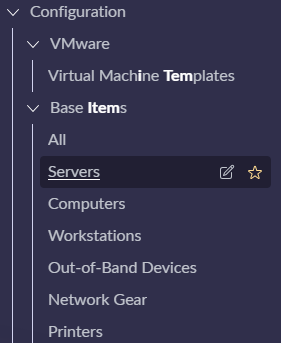 Configuration
VMware
Virtual Machine Templates
Base Items
All
Servers
Computers
Workstations
Out-of-Band Devices
Network Gear
Printers